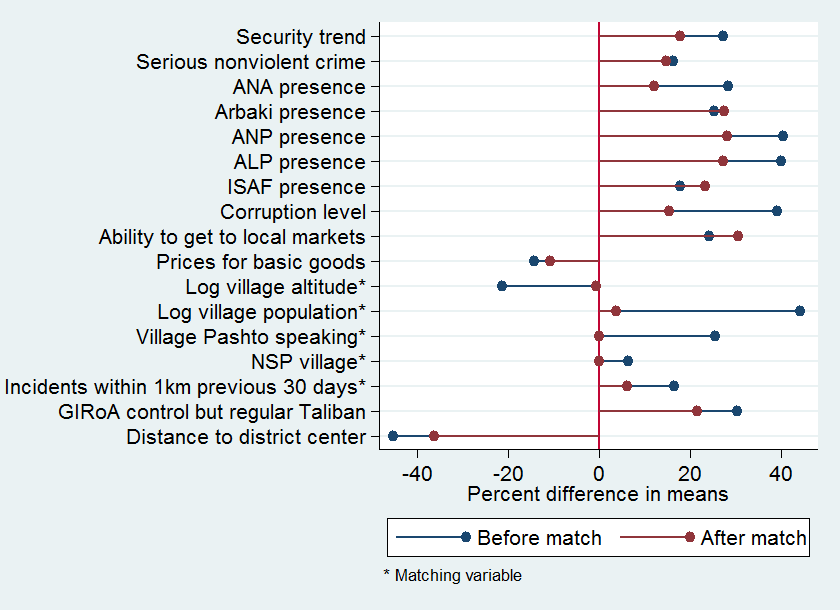 Security trend
Serious nonviolent crime
ANA presence
Arbaki presence
ANP presence
ALP presence
ISAF presence
Corruption level
Ability to get to local markets
Prices for basic goods
Log village altitude*
Log village population*
Village Pashto speaking*
NSP village*
Incidents within 1km previous 30 days*
GIRoA control but regular Taliban
Distance to district center
-40 -20 0 20 40
Percent difference in means
Before match After match
* Matching variable